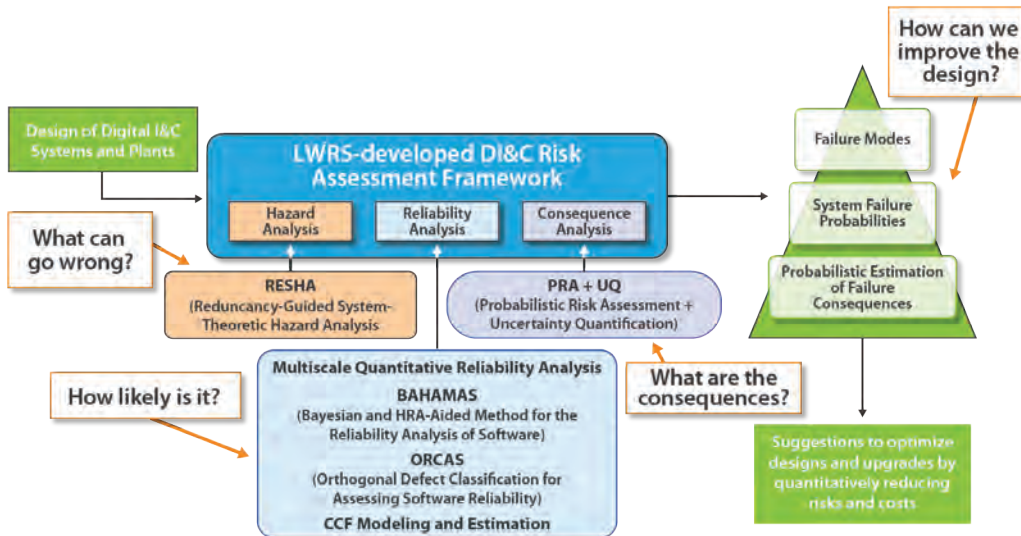 Design of Digital I&C
Systems and Plants
LWRS-developed DI&C Risk
Assessment Framework
Hazard
Analysis
Reliability
Analysis
Consequence
Analysis
What can
go wrong?
RESHA
(Reduncancy-Guided System-
Theoretic Hazard Analysis
PRA + UQ
(Probabilistic Risk Assessment +
Uncertainty Quantification)
How likely is it?
Multiscale Quantitative Reliability Analysis
BAHAMAS
(Bayesian and HRA-Aided Method for the
Reliability Analysis of Software)
ORCAS
(Orthogonal Defect Classification for
Assessing Software Reliability)
CCF Modeling and Estimation
What are the
consequences?
How can we
improve the
design?
Failure Modes
System Failure
Probabilities
Probabilistic Estimation
of Failure
Consequences
Suggestions to optimize
designs and upgrades by
quantitatively reducing
risks and costs